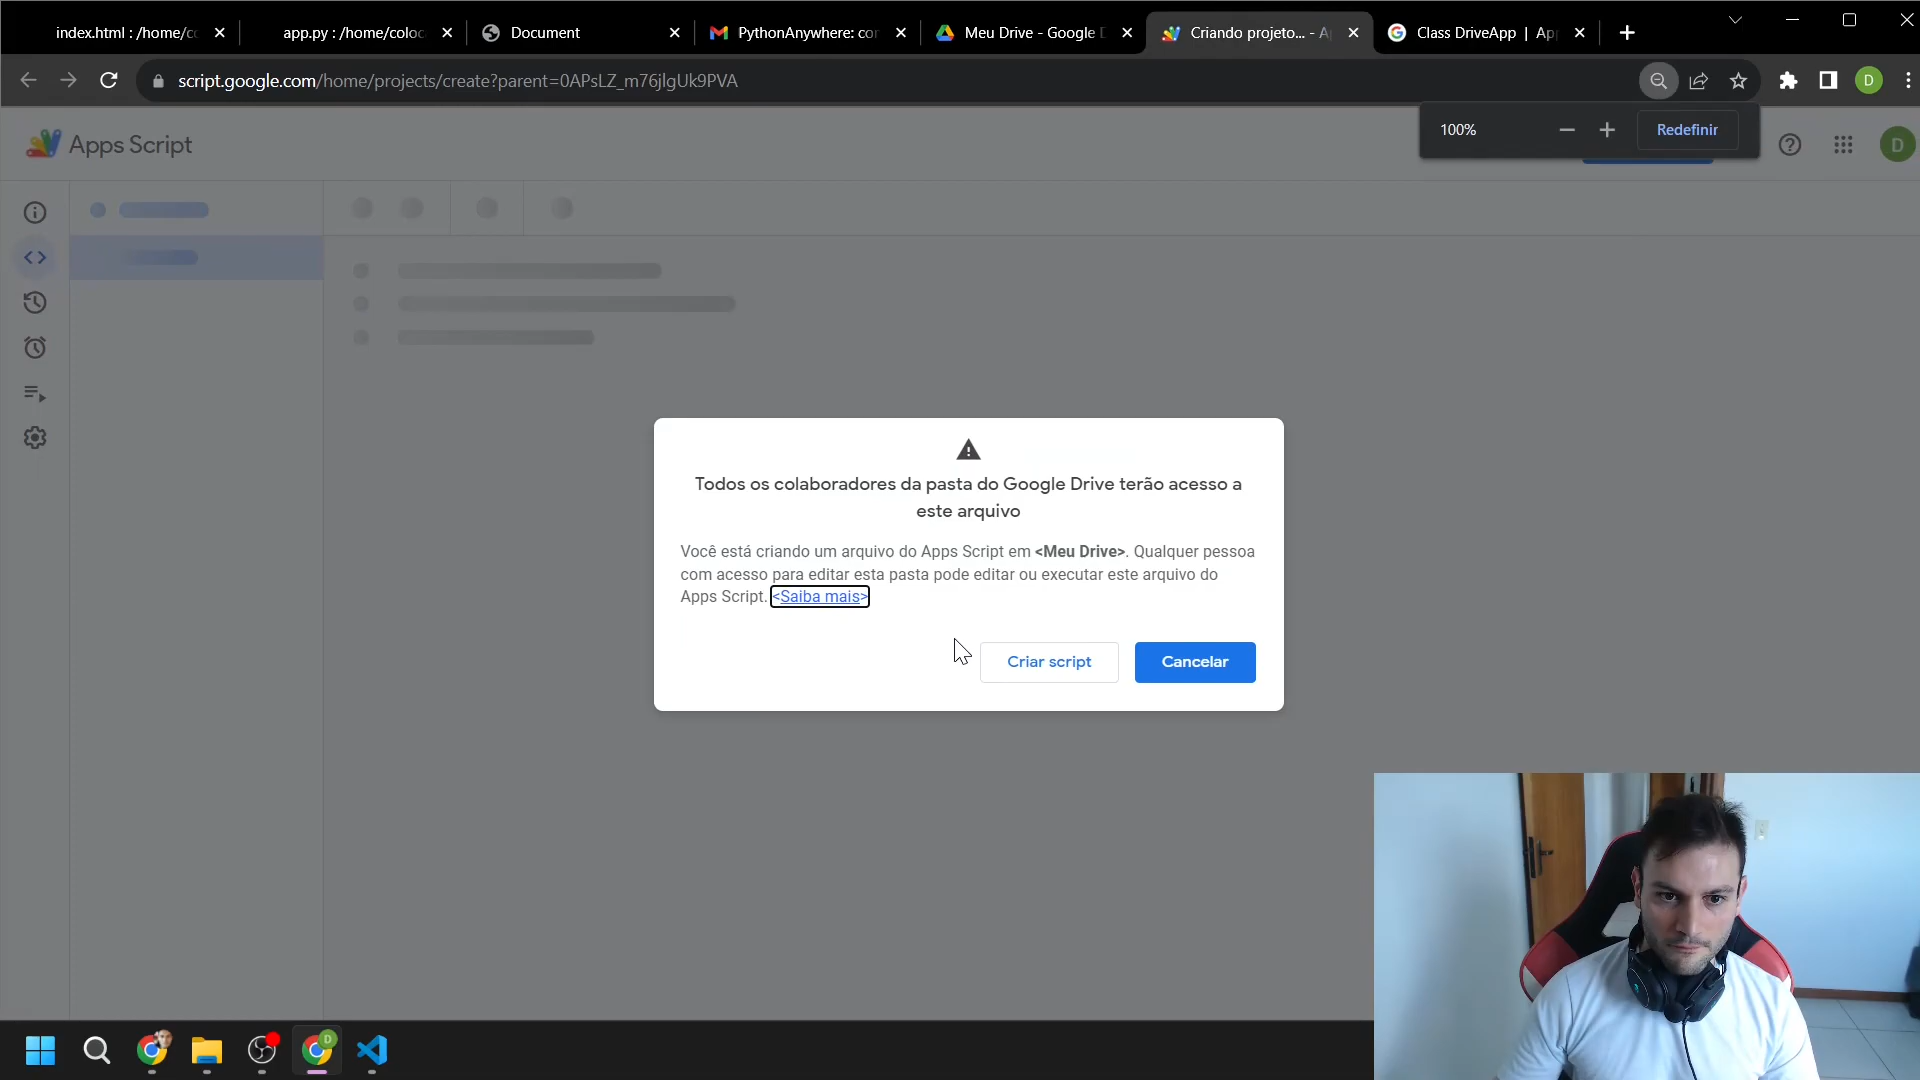 index.html : /home/co
app.py : /home/coloc
Document
PythonAnywhere: cor
Meu Drive - Google D
Criando projeto... - A
Class DriveApp | App
script.google.com/home/projects/create?parent=0APsLZ_m76jlgUk9PVA
D
100%
Redefinir
Apps Script
D
Todos os colaboradores da pasta do Google Drive terão acesso a
este arquivo
Você está criando um arquivo do Apps Script em <Meu Drive>. Qualquer pessoa
com acesso para editar esta pasta pode editar ou executar este arquivo do
Apps Script. <Saiba mais>
Criar script
Cancelar
D